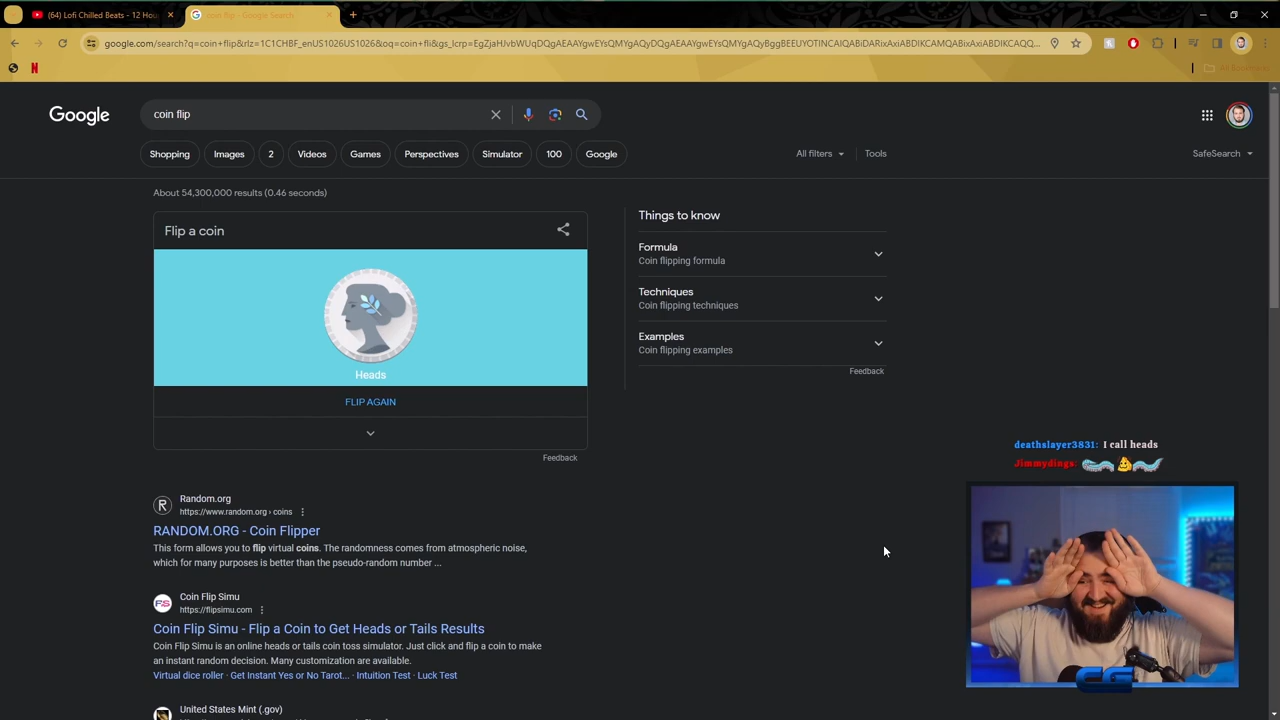 (64) Lofi Chilled Beats - 12 Hou
coin flip - Google Search
google.com/search?q=coin+flip&rlz=1C1CHBF_enUS1026US1026&oq=coin+fli&gs_lcrp=
All Bookmarks
Google
coin flip
Shopping
Images
2
Videos
Games
Perspectives
Simulator
100
Google
All filters
Tools
SafeSearch
About 54,300,000 results (0.46 seconds)
Flip a coin
Heads
FLIP AGAIN
Feedback
Things to know
Formula
Coin flipping formula
Techniques
Coin flipping techniques
Examples
Coin flipping examples
Feedback
Random.org
https://www.random.org › coins
RANDOM.ORG - Coin Flipper
This form allows you to flip virtual coins. The randomness comes from atmospheric noise,
which for many purposes is better than the pseudo-random number ...
FS
Coin Flip Simu
https://flipsimu.com
Coin Flip Simu - Flip a Coin to Get Heads or Tails Results
Coin Flip Simu is an online heads or tails coin toss simulator. Just click and flip a coin to make
an instant random decision. Many customization are available.
Virtual dice roller · Get Instant Yes or No Tarot... · Intuition Test · Luck Test
United States Mint (.gov)
deathslayer3831: I call heads
Jimmydings:
CG